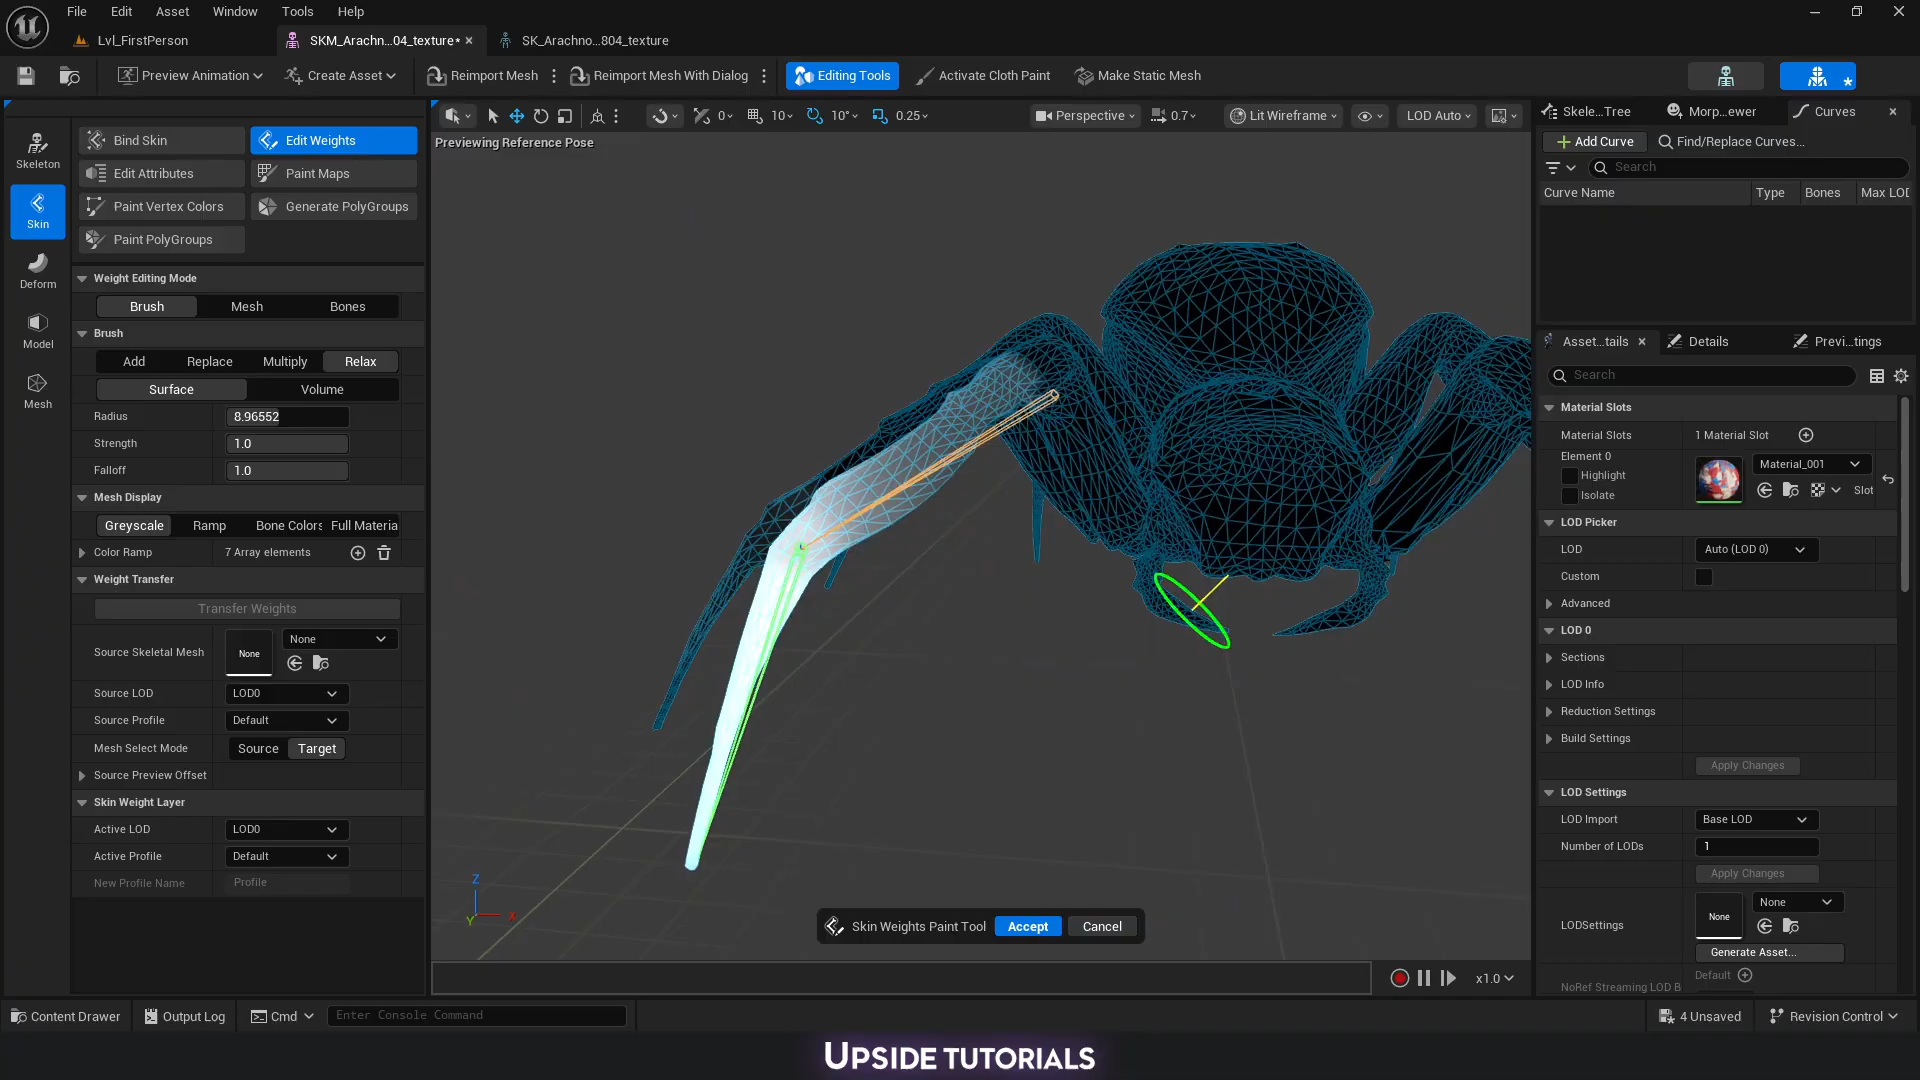 File Edit Asset Window Tools Help
Lvl_FirstPerson SKM_Arachn...04_texture* SK_Arachno...804_texture
Preview Animation Create Asset Reimport Mesh Reimport Mesh With Dialog Editing Tools Activate Cloth Paint Make Static Mesh
Skeleton
Skin
Deform
Model
Mesh
Bind Skin Edit Weights
Edit Attributes Paint Maps
Paint Vertex Colors Generate PolyGroups
Paint PolyGroups
Weight Editing Mode
Brush Mesh Bones
Brush
Add Replace Multiply Relax
Surface Volume
Radius 8.96552
Strength 1.0
Falloff 1.0
Mesh Display
Greyscale Ramp Bone Colors Full Materia
Color Ramp 7 Array elements
Weight Transfer
Transfer Weights
Source Skeletal Mesh None None
Source LOD LOD0
Source Profile Default
Mesh Select Mode Source Target
Source Preview Offset
Skin Weight Layer
Active LOD LOD0
Active Profile Default
New Profile Name Profile
0 10 10° 0.25 Perspective 0.7 Lit Wireframe LOD Auto
Previewing Reference Pose
Z
Y X
Skin Weights Paint Tool Accept Cancel
x1.0
Skele...Tree Morp...ewer Curves
Add Curve Find/Replace Curves...
Search
Curve Name Type Bones Max LOD
Asset...tails Details Previ...tings
Search
Material Slots
Material Slots 1 Material Slot
Element 0
Highlight
Isolate
Material_001
Slot
LOD Picker
LOD Auto (LOD 0)
Custom
Advanced
LOD 0
Sections
LOD Info
Reduction Settings
Build Settings
Apply Changes
LOD Settings
LOD Import Base LOD
Number of LODs 1
Apply Changes
LODSettings None None
Generate Asset...
Default
NoRef Streaming LOD B
Content Drawer Output Log Cmd Enter Console Command 4 Unsaved Revision Control
UPSIDE TUTORIALS